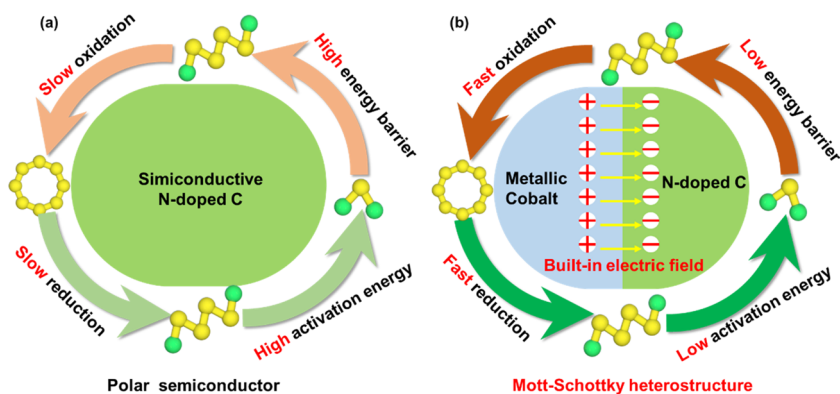 (a)
Slow oxidation
High energy barrier
Simiconductive
N-doped C
Slow reduction
High activation energy
Polar semiconductor
(b)
Fast oxidation
Low energy barrier
Metallic
Cobalt
N-doped C
Built-in electric field
Fast reduction
Low activation energy
Mott-Schottky heterostructure